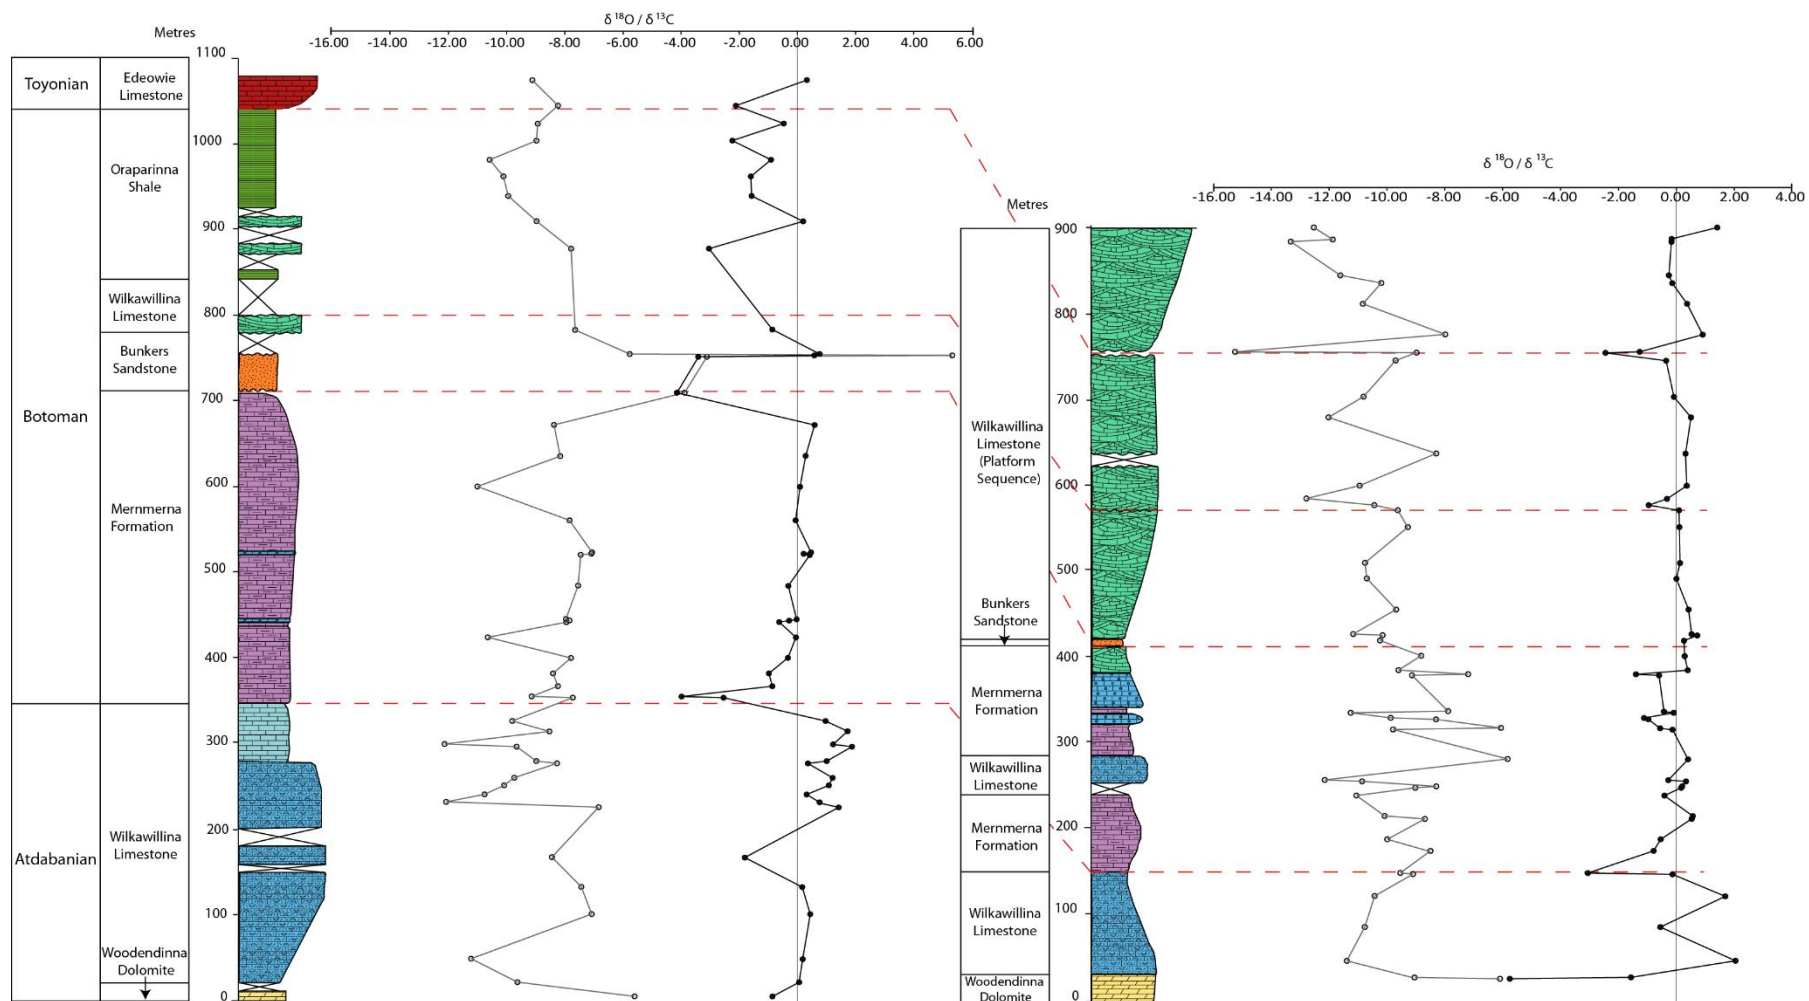 δ 18O / δ 13C
Metres
-16.00 -14.00 -12.00 -10.00 -8.00 -6.00 -4.00 -2.00 0.00 2.00 4.00 6.00
1100
Toyonian
Edeowie
Limestone
1000
Oraparinna
Shale
900
Wilkawillina
Limestone
800
Bunkers
Sandstone
700
Botoman
Mernmerna
Formation
600
500
400
300
200
Atdabanian
Wilkawillina
Limestone
100
Woodendinna
Dolomite
0
δ 18O / δ 13C
Metres
-16.00 -14.00 -12.00 -10.00 -8.00 -6.00 -4.00 -2.00 0.00 2.00 4.00
900
800
700
Wilkawillina
Limestone
(Platform
Sequence)
600
500
Bunkers
Sandstone
400
Mernmerna
Formation
300
Wilkawillina
Limestone
Mernmerna
Formation
200
Wilkawillina
Limestone
100
Woodendinna
Dolomite
0